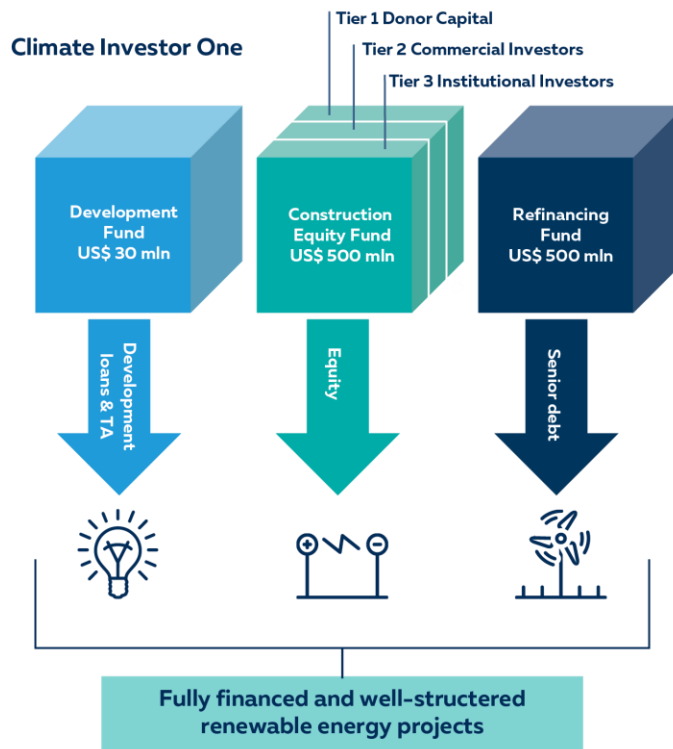 Tier 1 Donor Capital
Climate Investor One
Tier 2 Commercial Investors
Tier 3 Institutional Investors
Development
Fund
US$ 30 mln
Construction
Equity Fund
US$ 500 mln
Refinancing
Fund
US$ 500 mln
Development
loans & TA
Equity
Senior debt
Fully financed and well-structered
renewable energy projects